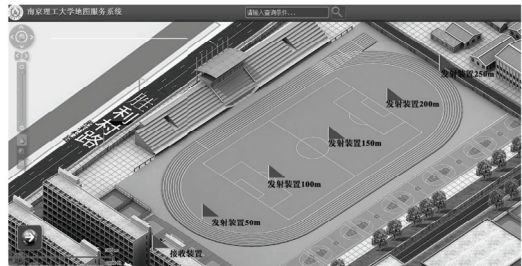 南京理工大学地图服务系统
请输入查询条件...
发射装置250m
发射装置200m
胜利村路
发射装置150m
发射装置100m
发射装置50m
接收装置